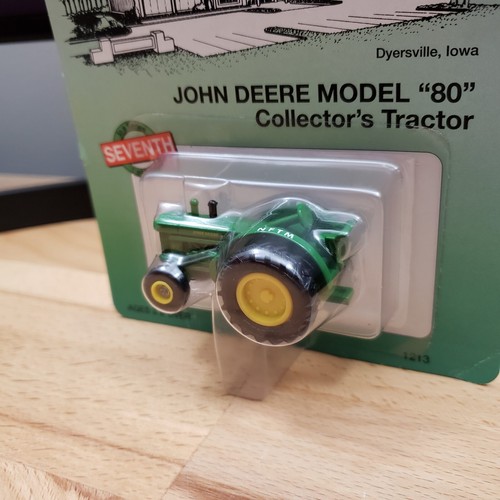 Dyersville, Iowa
JOHN DEERE MODEL “80”
Collector's Tractor
SEVENTH
NFTM
1213